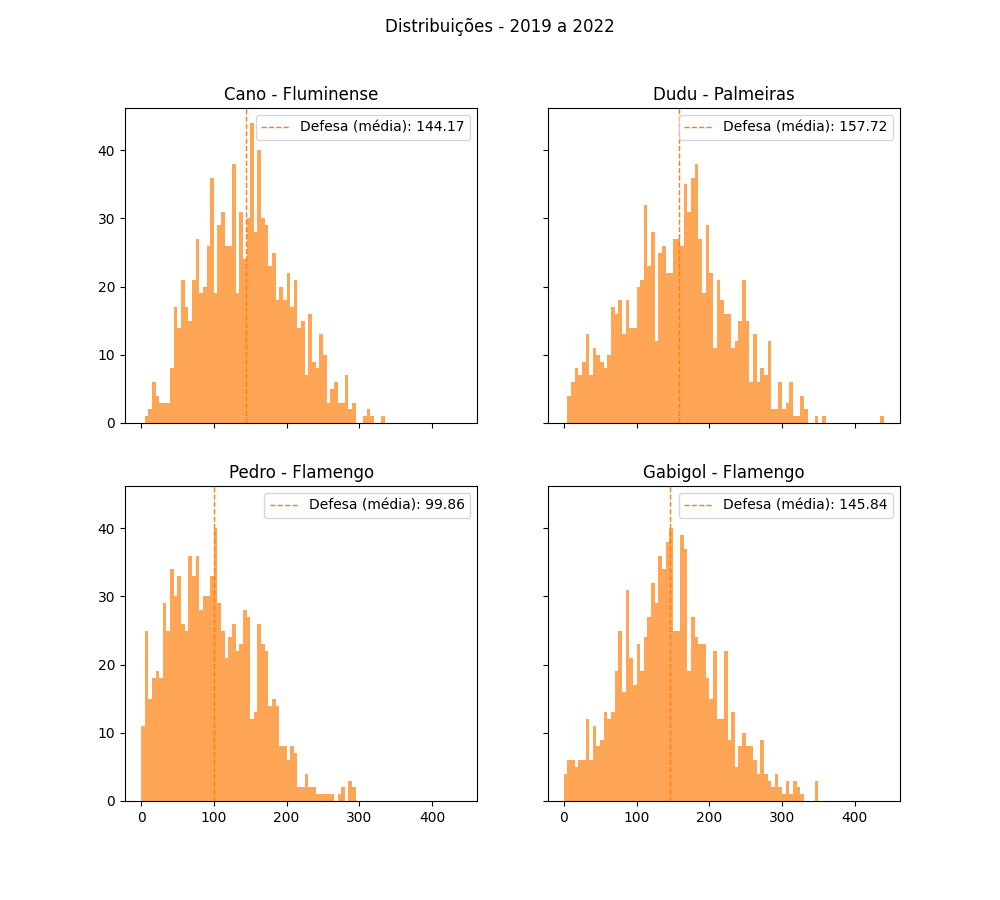 Distribuições - 2019 a 2022
Cano - Fluminense
Defesa (média): 144.17
40
30
20
10
0
Dudu - Palmeiras
Defesa (média): 157.72
Pedro - Flamengo
Defesa (média): 99.86
40
30
20
10
0
0 100 200 300 400
Gabigol - Flamengo
Defesa (média): 145.84
0 100 200 300 400